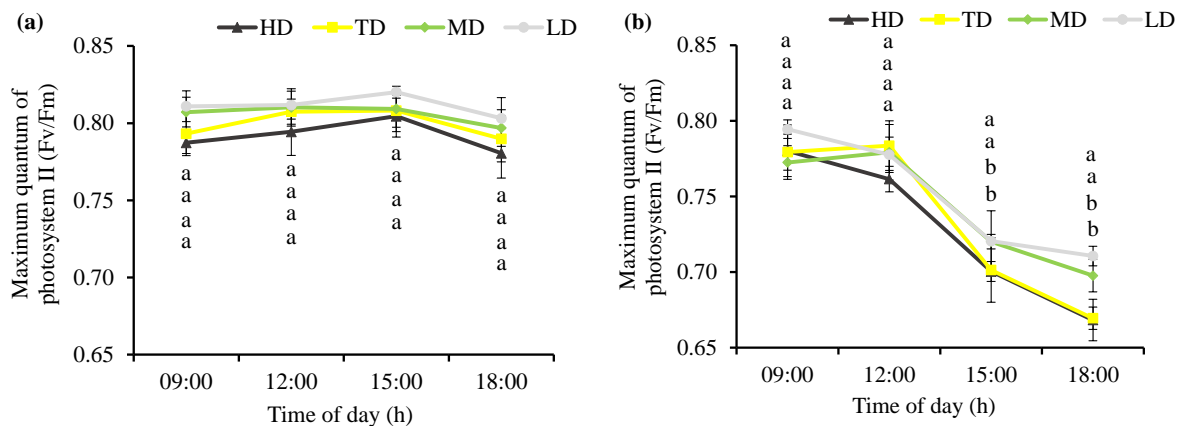 (a)
HD TD MD LD
0.85
0.80
0.75
0.70
0.65
Maximum quantum of
photosystem II (Fv/Fm)
a a a a
a a a a
a a a a
a a a a
09:00 12:00 15:00 18:00
Time of day (h)
(b)
HD TD MD LD
0.85
0.80
0.75
0.70
0.65
Maximum quantum of
photosystem II (Fv/Fm)
a a a a
a a a a
a a b b
a a b b
09:00 12:00 15:00 18:00
Time of day (h)